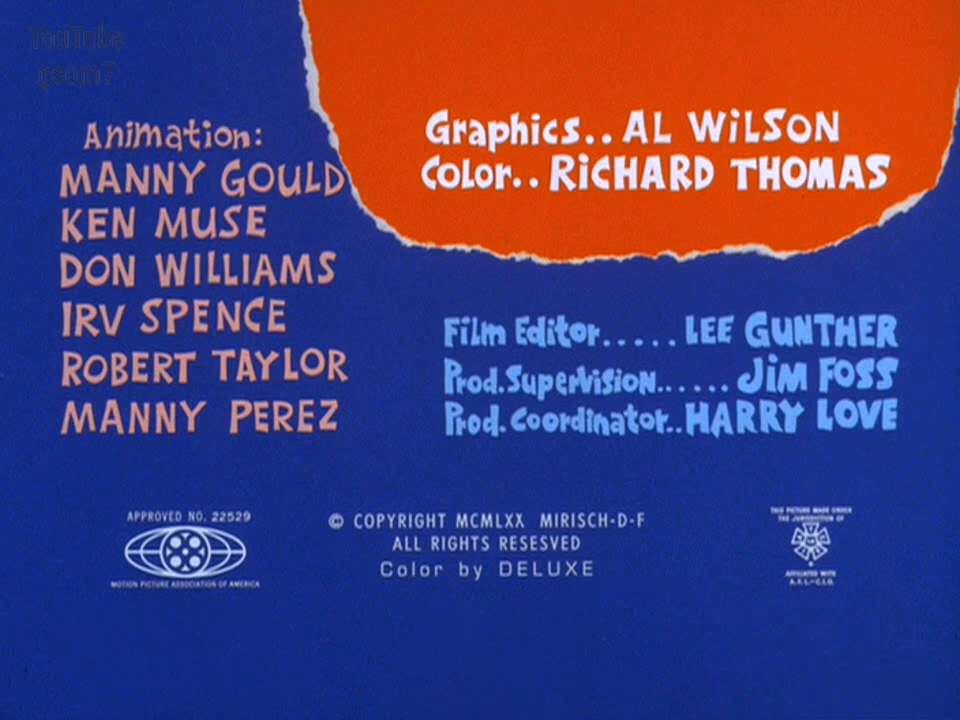 YouTube
gsam7
Animation:
MANNY GOULD
KEN MUSE
DON WILLIAMS
IRV SPENCE
ROBERT TAYLOR
MANNY PEREZ
Graphics.. AL WiLSON
Color.. RiCHARD THOMAS
Film Editor..... LEE GUNTHER
Prod. Supervision...... JiM FOSS
Prod. Coordinator.. HARRY LOVE
APPROVED NO. 22529
MOTION PICTURE ASSOCIATION OF AMERICA
© COPYRIGHT MCMLXX MIRISCH-D-F
ALL RIGHTS RESESVED
Color by DELUXE
THIS PICTURE MADE UNDER
THE JURISDICTION OF
AFFILIATED WITH
A.F.L.-C.I.O.